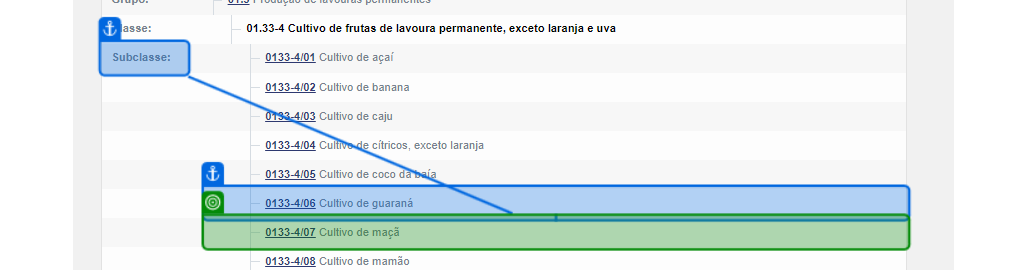 Grupo: 01.3 Produção de lavouras permanentes
lasse: 01.33-4 Cultivo de frutas de lavoura permanente, exceto laranja e uva
Subclasse: 0133-4/01 Cultivo de açaí
0133-4/02 Cultivo de banana
0133-4/03 Cultivo de caju
0133-4/04 Cultivo de cítricos, exceto laranja
0133-4/05 Cultivo de coco da baía
0133-4/06 Cultivo de guaraná
0133-4/07 Cultivo de maçã
0133-4/08 Cultivo de mamão